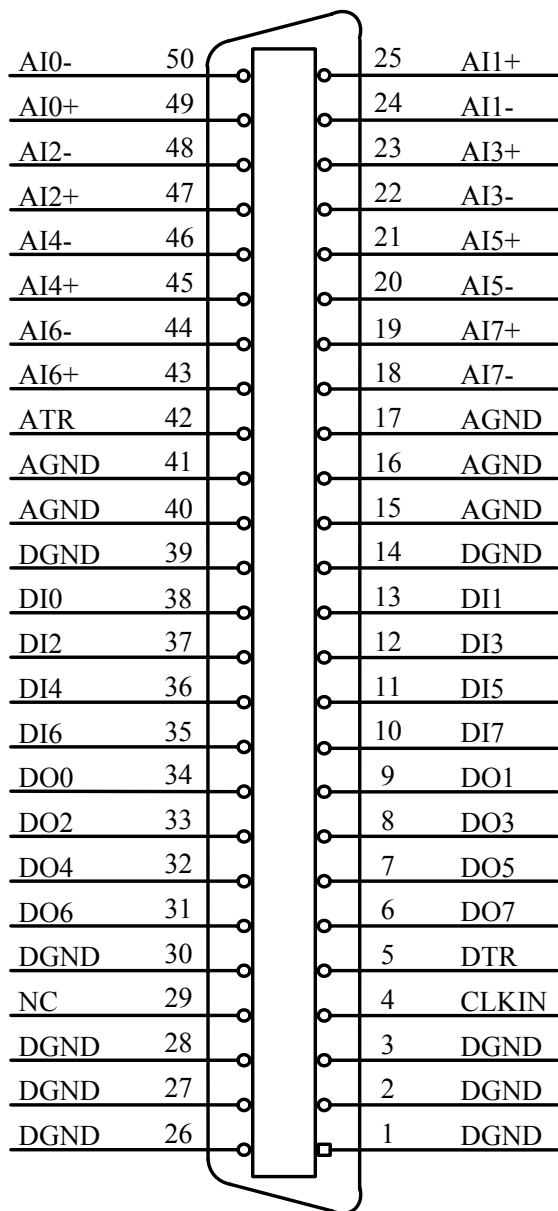 AI0- 50 25 AI1+
AI0+ 49 24 AI1-
AI2- 48 23 AI3+
AI2+ 47 22 AI3-
AI4- 46 21 AI5+
AI4+ 45 20 AI5-
AI6- 44 19 AI7+
AI6+ 43 18 AI7-
ATR 42 17 AGND
AGND 41 16 AGND
AGND 40 15 AGND
DGND 39 14 DGND
DI0 38 13 DI1
DI2 37 12 DI3
DI4 36 11 DI5
DI6 35 10 DI7
DO0 34 9 DO1
DO2 33 8 DO3
DO4 32 7 DO5
DO6 31 6 DO7
DGND 30 5 DTR
NC 29 4 CLKIN
DGND 28 3 DGND
DGND 27 2 DGND
DGND 26 1 DGND